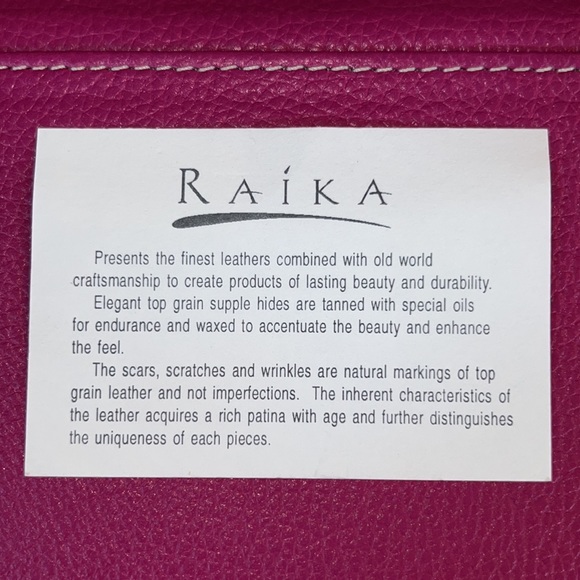 RAÍKA
Presents the finest leathers combined with old world
craftsmanship to create products of lasting beauty and durability.
Elegant top grain supple hides are tanned with special oils
for endurance and waxed to accentuate the beauty and enhance
the feel.
The scars, scratches and wrinkles are natural markings of top
grain leather and not imperfections. The inherent characteristics of
the leather acquires a rich patina with age and further distinguishes
the uniqueness of each pieces.